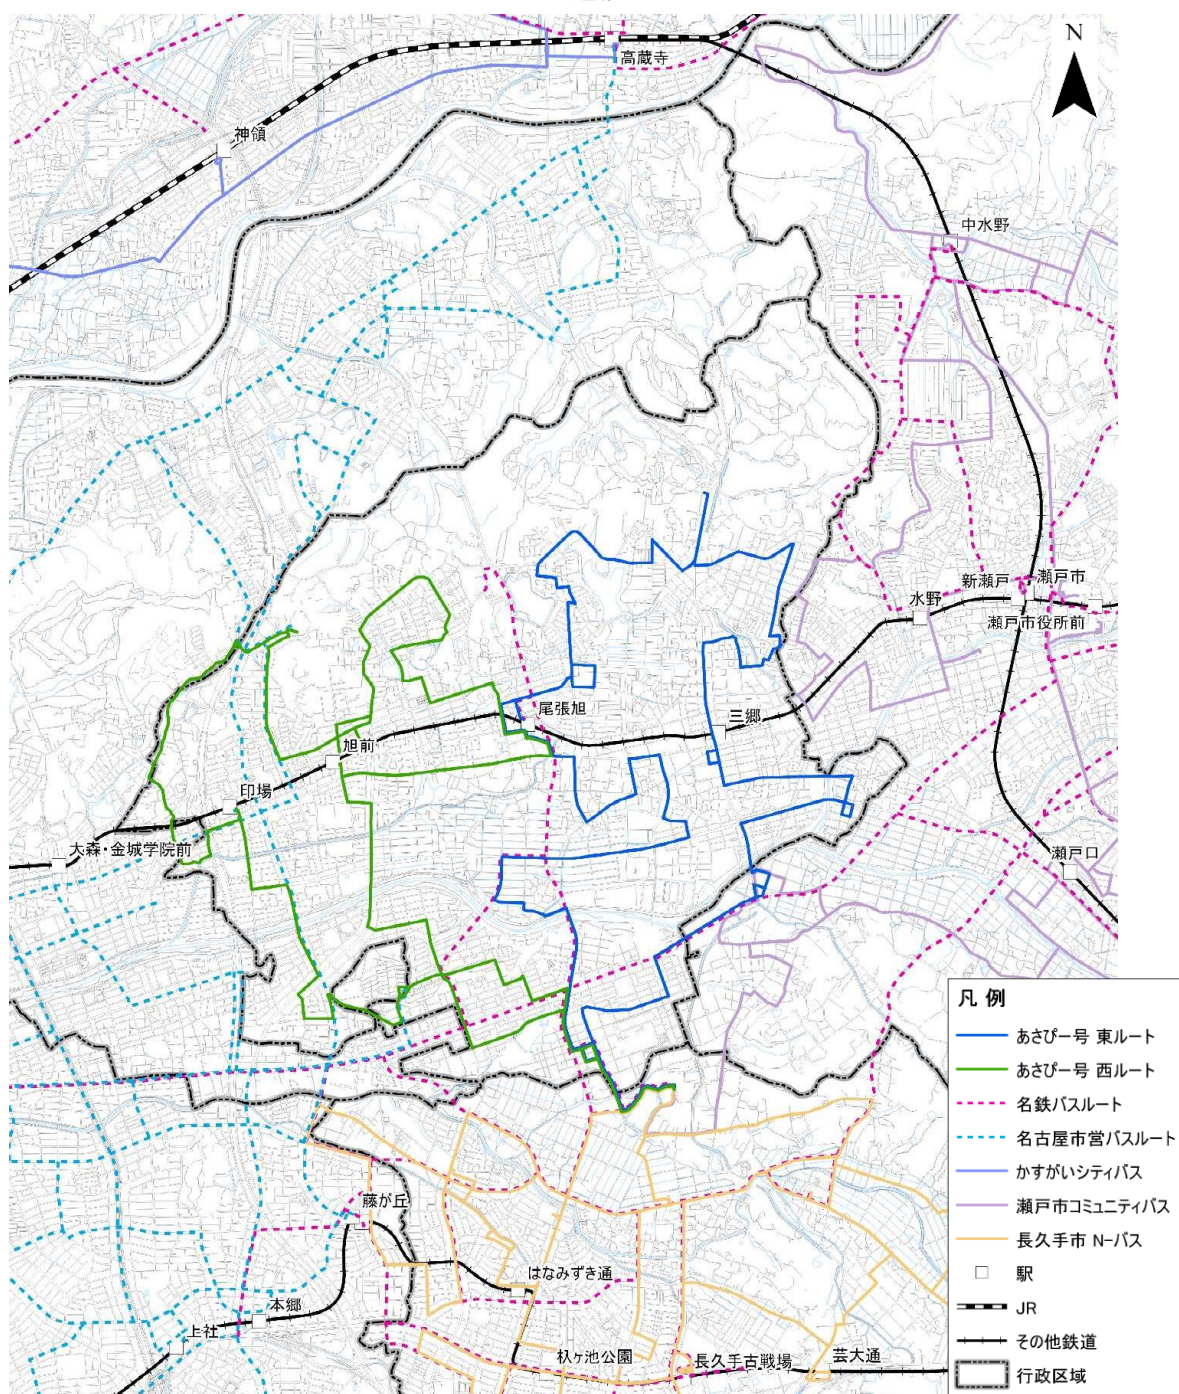 N
高蔵寺
神領
中水野
新瀬戸
瀬戸市
水野
瀬戸市役所前
尾張旭
三郷
旭前
印場
大森・金城学院前
瀬戸口
藤が丘
はなみずき通
本郷
上社
杁ヶ池公園
長久手古戦場
芸大通
凡 例
あさぴー号 東ルート
あさぴー号 西ルート
名鉄バスルート
名古屋市営バスルート
かすがいシティバス
瀬戸市コミュニティバス
長久手市 N-バス
駅
JR
その他鉄道
行政区域